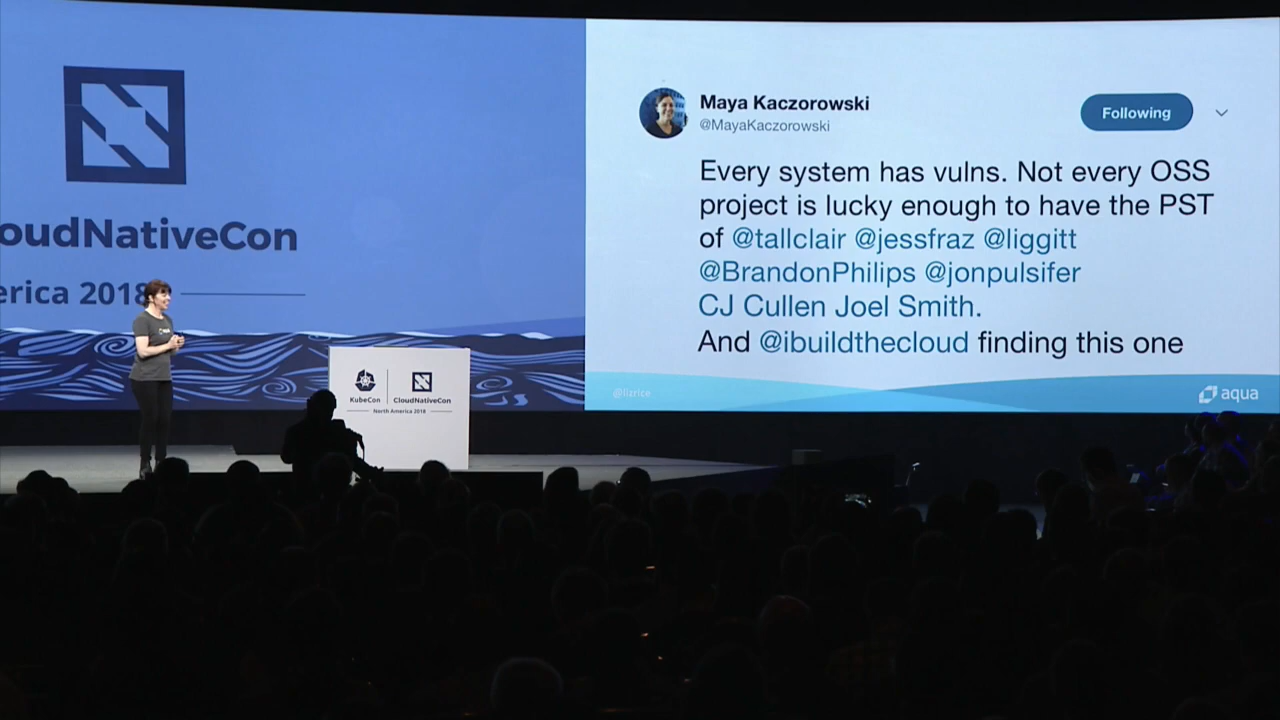 oudNativeCon
erica 2018
KubeCon
CloudNativeCon
North America 2018
Maya Kaczorowski
@MayaKaczorowski
Following
Every system has vulns. Not every OSS
project is lucky enough to have the PST
of @tallclair @jessfraz @liggitt
@BrandonPhilips @jonpulsifer
CJ Cullen Joel Smith.
And @ibuildthecloud finding this one
@lizrice
aqua